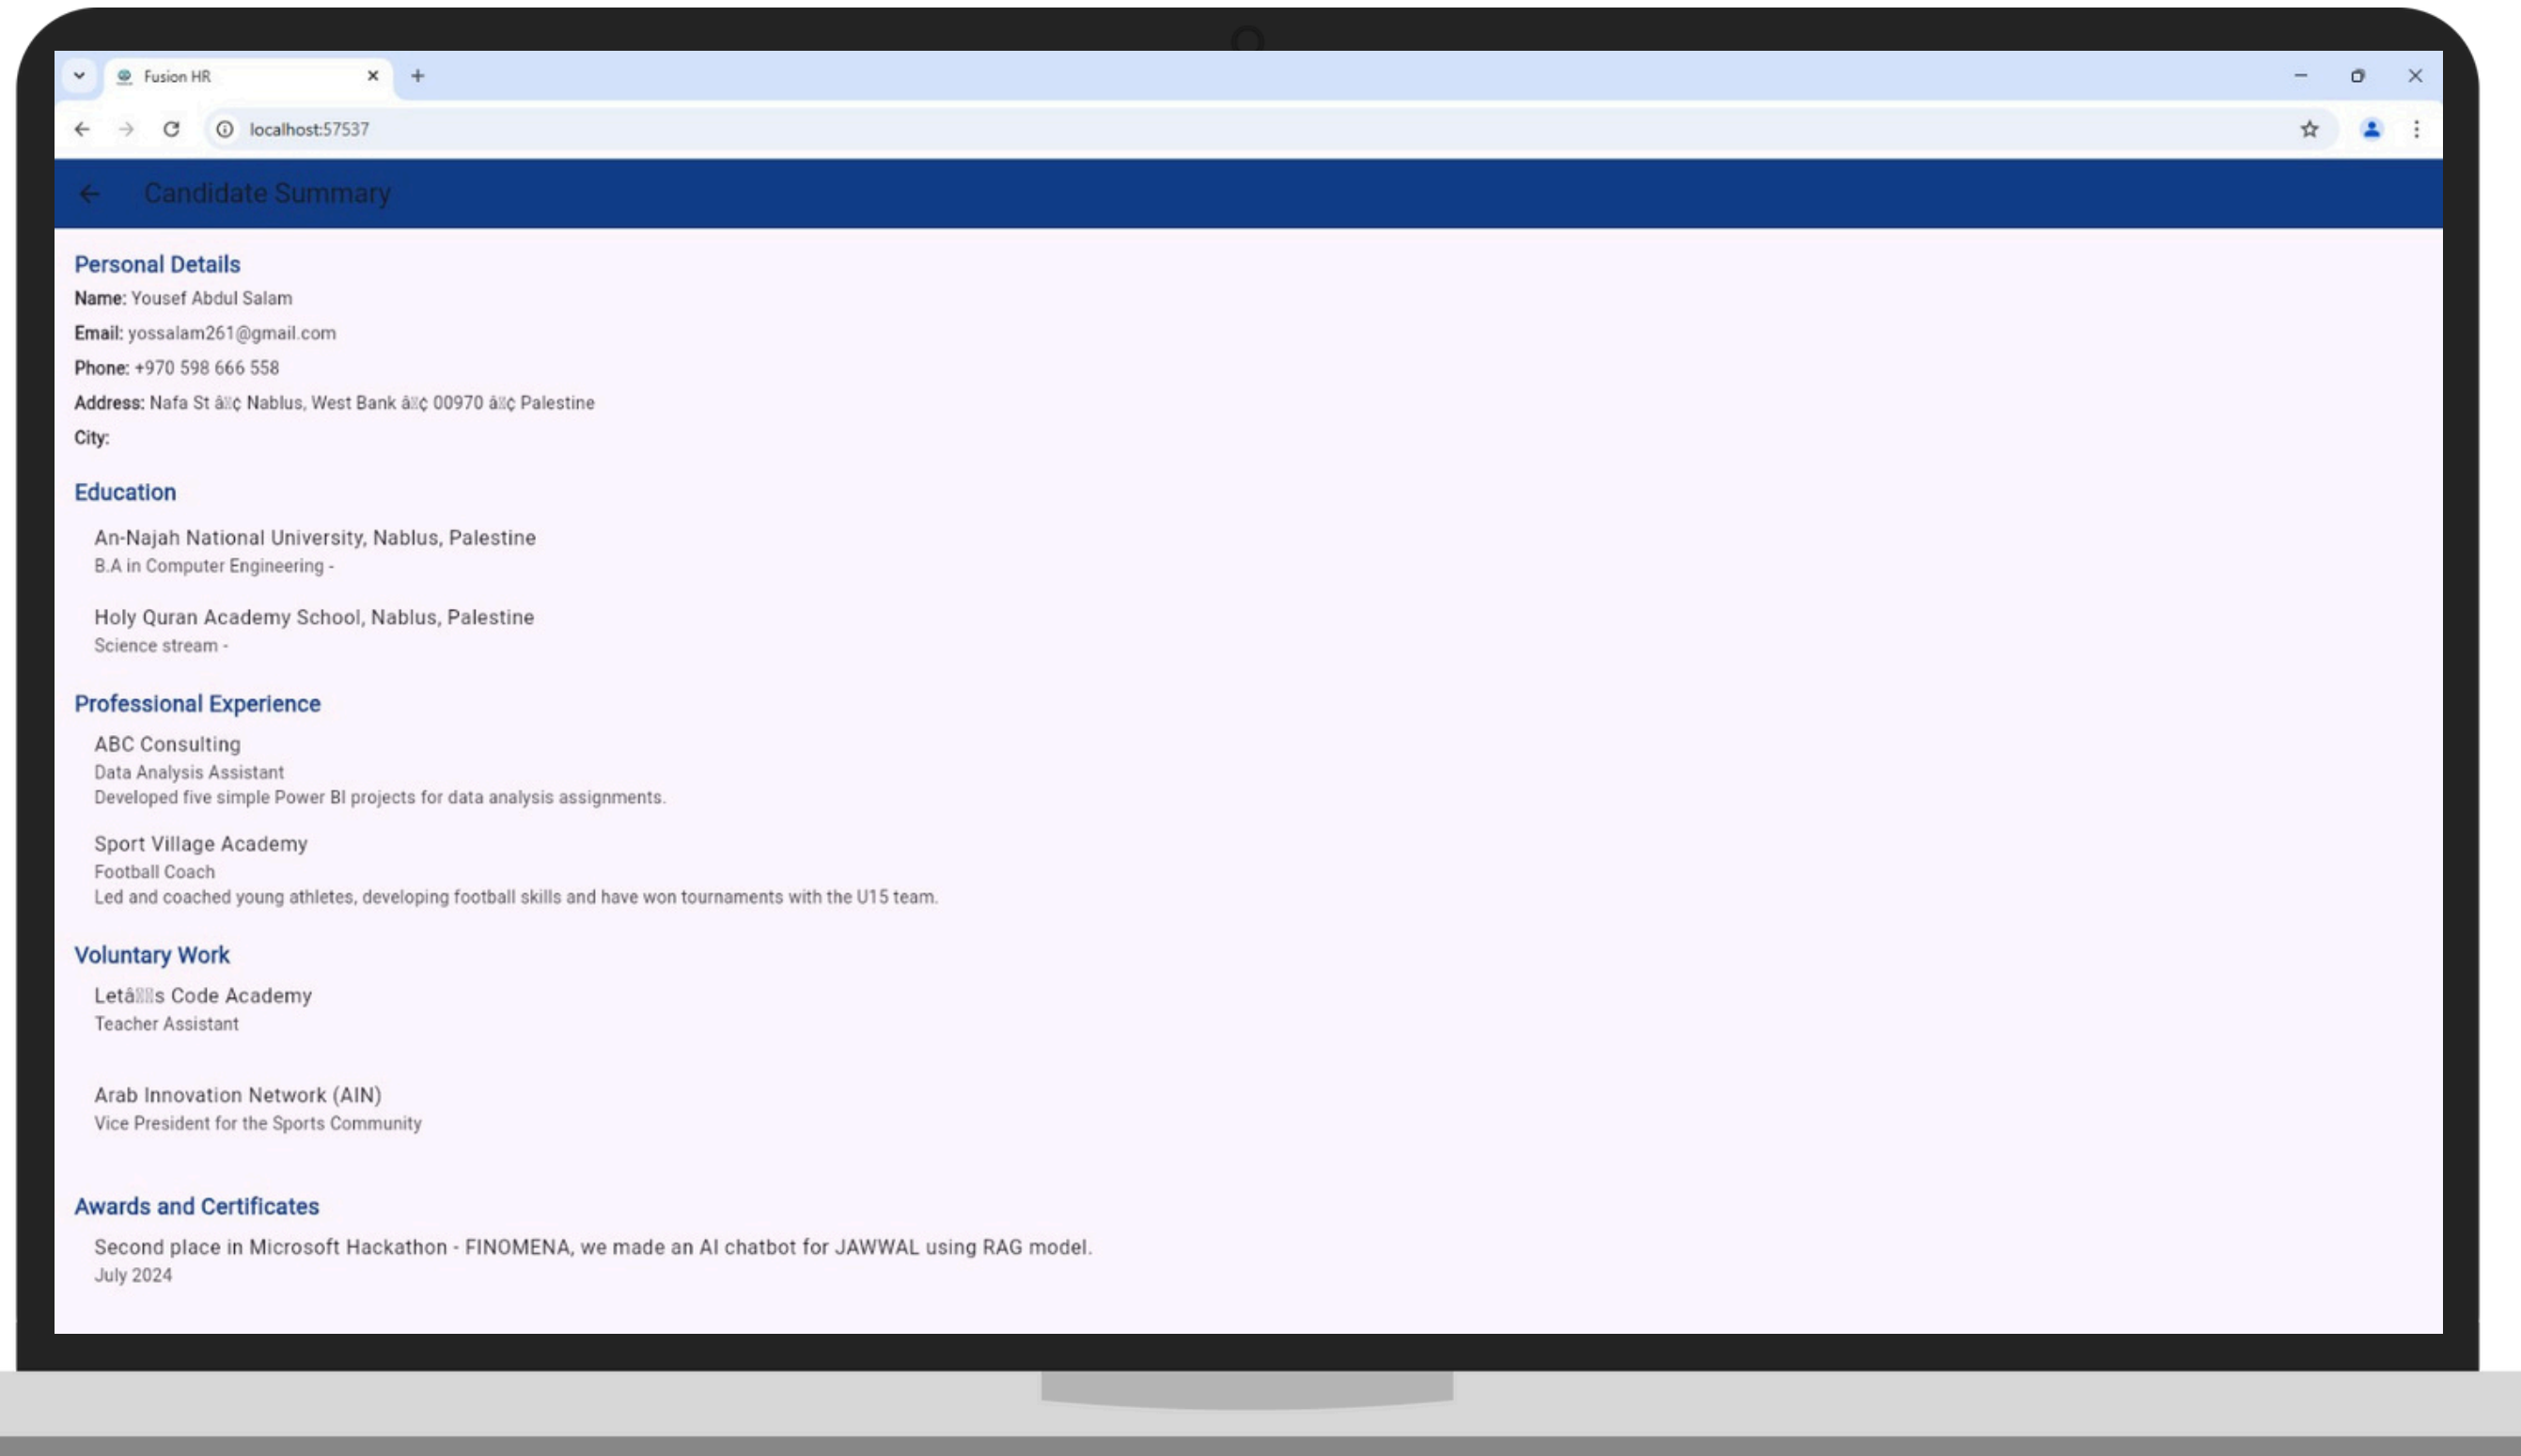 Fusion HR
localhost:57537
Candidate Summary
Personal Details
Name: Yousef Abdul Salam
Email: yossalam261@gmail.com
Phone: +970 598 666 558
Address: Nafa St â¢ Nablus, West Bank â¢ 00970 â¢ Palestine
City:
Education
An-Najah National University, Nablus, Palestine
B.A in Computer Engineering -
Holy Quran Academy School, Nablus, Palestine
Science stream -
Professional Experience
ABC Consulting
Data Analysis Assistant
Developed five simple Power BI projects for data analysis assignments.
Sport Village Academy
Football Coach
Led and coached young athletes, developing football skills and have won tournaments with the U15 team.
Voluntary Work
Letâs Code Academy
Teacher Assistant
Arab Innovation Network (AIN)
Vice President for the Sports Community
Awards and Certificates
Second place in Microsoft Hackathon - FINOMENA, we made an AI chatbot for JAWWAL using RAG model.
July 2024